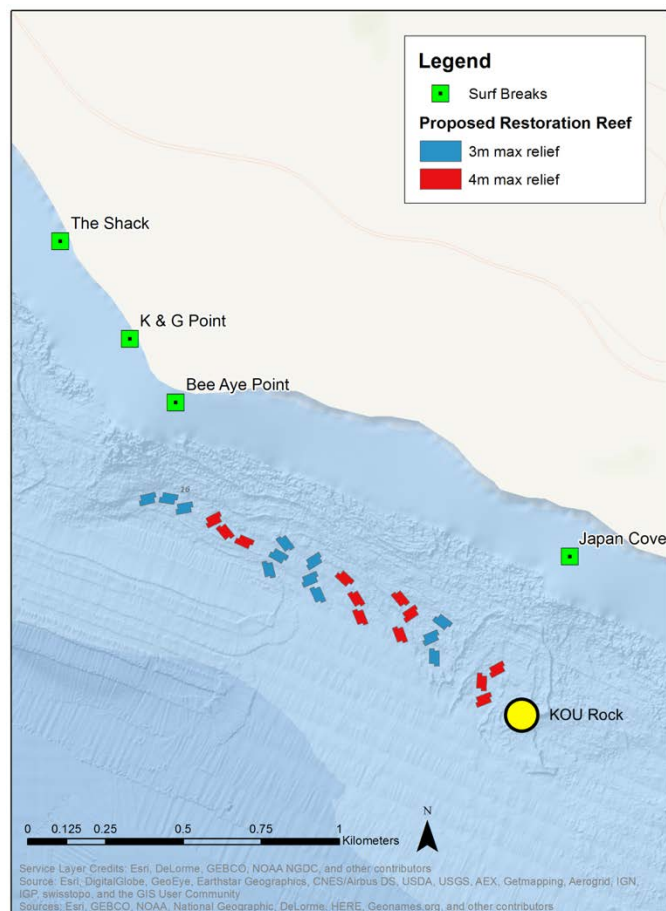 Legend
Surf Breaks
Proposed Restoration Reef
3m max relief
4m max relief
The Shack
K & G Point
Bee Aye Point
26
Japan Cove
KOU Rock
N
0 0.125 0.25 0.5 0.75 1
Kilometers
Service Layer Credits: Esri, DeLorme, GEBCO, NOAA NGDC, and other contributors
Source: Esri, DigitalGlobe, GeoEye, Earthstar Geographics, CNES/Airbus DS, USDA, USGS, AEX, Getmapping, Aerogrid, IGN,
IGP, swisstopo, and the GIS User Community
Sources: Esri, GEBCO, NOAA, National Geographic, DeLorme, HERE, Geonames.org, and other contributors